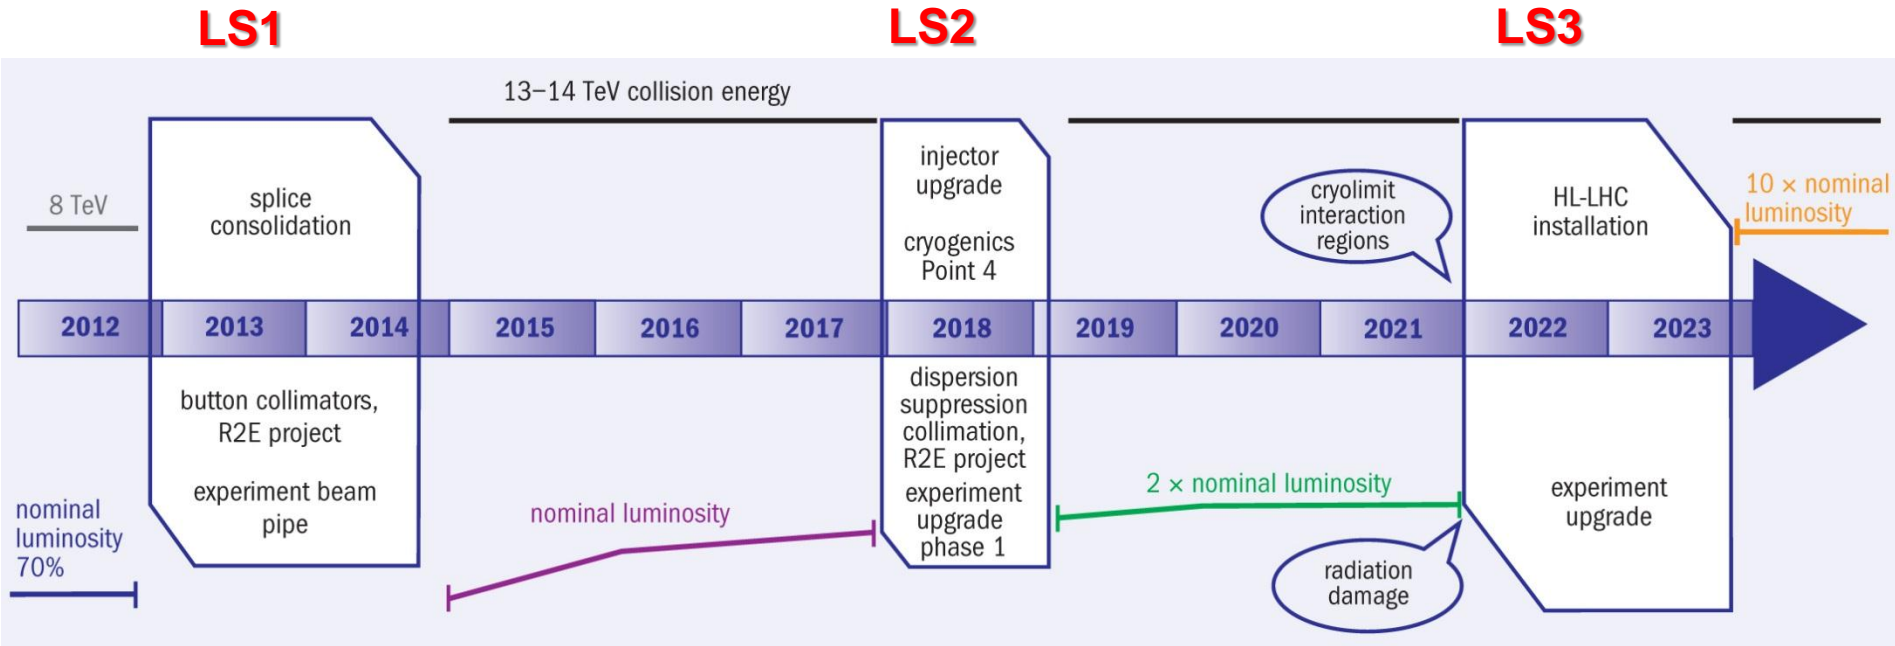 LS1
LS2
LS3
13–14 TeV collision energy
8 TeV
splice
consolidation
injector
upgrade
cryogenics
Point 4
cryolimit
interaction
regions
HL-LHC
installation
10 × nominal
luminosity
2012
2013
2014
2015
2016
2017
2018
2019
2020
2021
2022
2023
nominal
luminosity
70%
button collimators,
R2E project
experiment beam
pipe
nominal luminosity
dispersion
suppression
collimation,
R2E project
experiment
upgrade
phase 1
2 × nominal luminosity
radiation
damage
experiment
upgrade